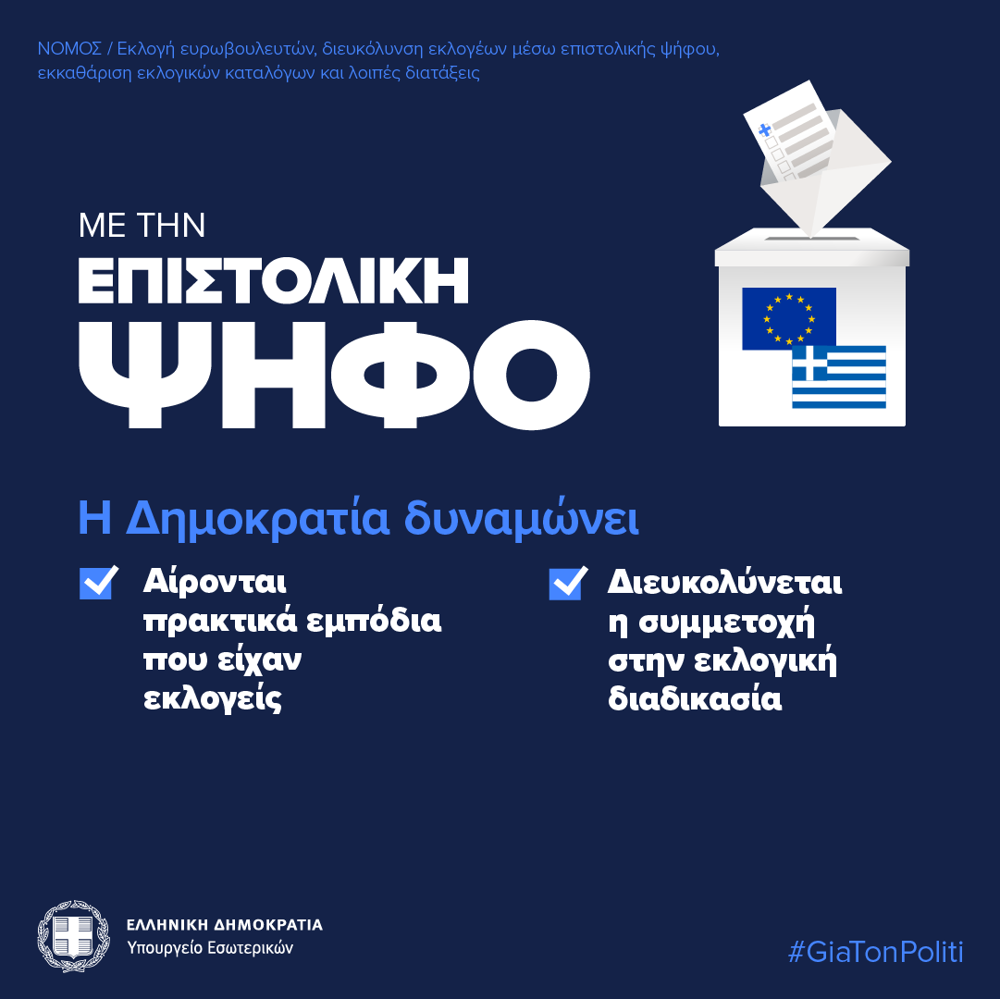 ΝΟΜΟΣ / Εκλογή ευρωβουλευτών, διευκόλυνση εκλογέων μέσω επιστολικής ψήφου,
εκκαθάριση εκλογικών καταλόγων και λοιπές διατάξεις
ΜΕ ΤΗΝ
ΕΠΙΣΤΟΛΙΚΗ
ΨΗΦΟ
Η Δημοκρατία δυναμώνει
Αίρονται
πρακτικά εμπόδια
που είχαν
εκλογείς
Διευκολύνεται
η συμμετοχή
στην εκλογική
διαδικασία
ΕΛΛΗΝΙΚΗ ΔΗΜΟΚΡΑΤΙΑ
Υπουργείο Εσωτερικών
#GiaTonPoliti